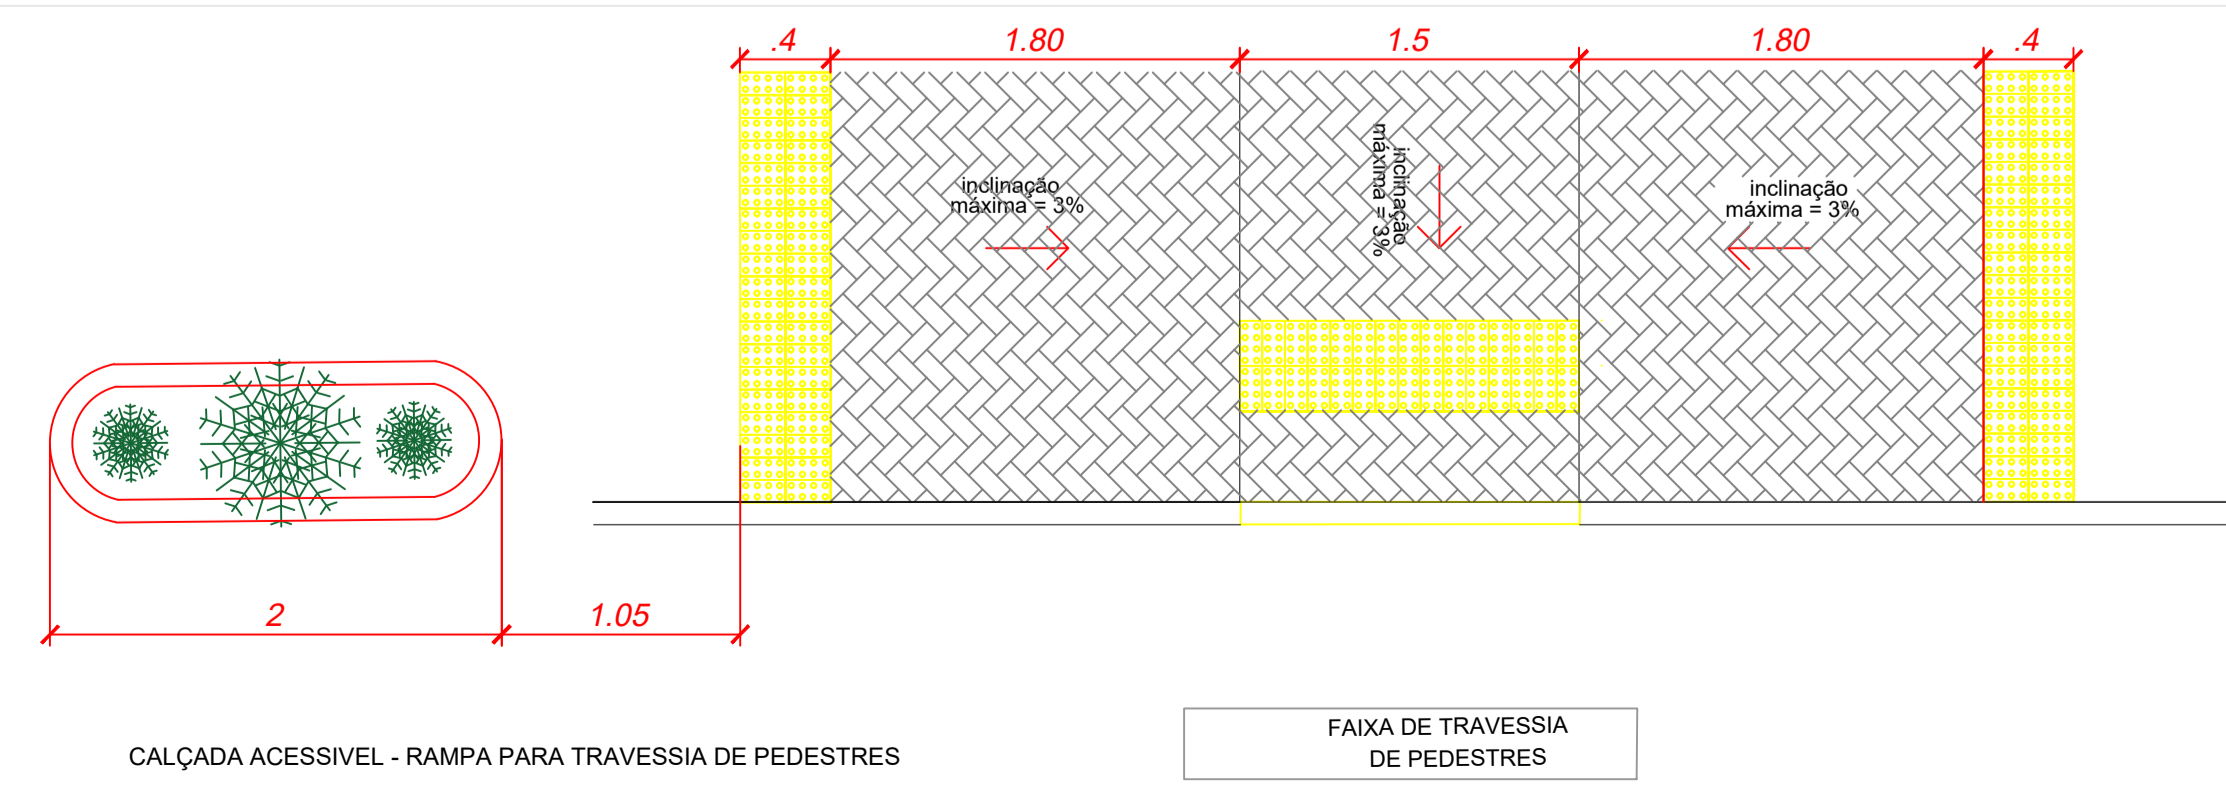 .4
1.80
1.5
1.80
.4
inclinação
máxima = 3%
inclinação
máxima = 3%
inclinação
máxima = 3%
2
1.05
FAIXA DE TRAVESSIA
DE PEDESTRES
CALÇADA ACESSIVEL - RAMPA PARA TRAVESSIA DE PEDESTRES